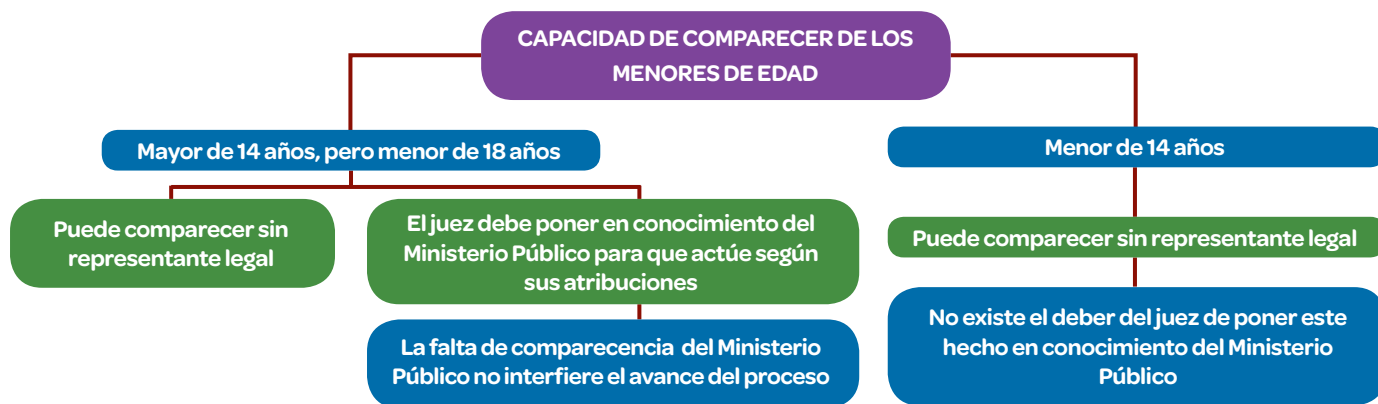 CAPACIDAD DE COMPARECER DE LOS
MENORES DE EDAD
Mayor de 14 años, pero menor de 18 años
Puede comparecer sin
representante legal
El juez debe poner en conocimiento del
Ministerio Público para que actúe según
sus atribuciones
La falta de comparecencia del Ministerio
Público no interfiere el avance del proceso
Menor de 14 años
Puede comparecer sin representante legal
No existe el deber del juez de poner este
hecho en conocimiento del Ministerio
Público